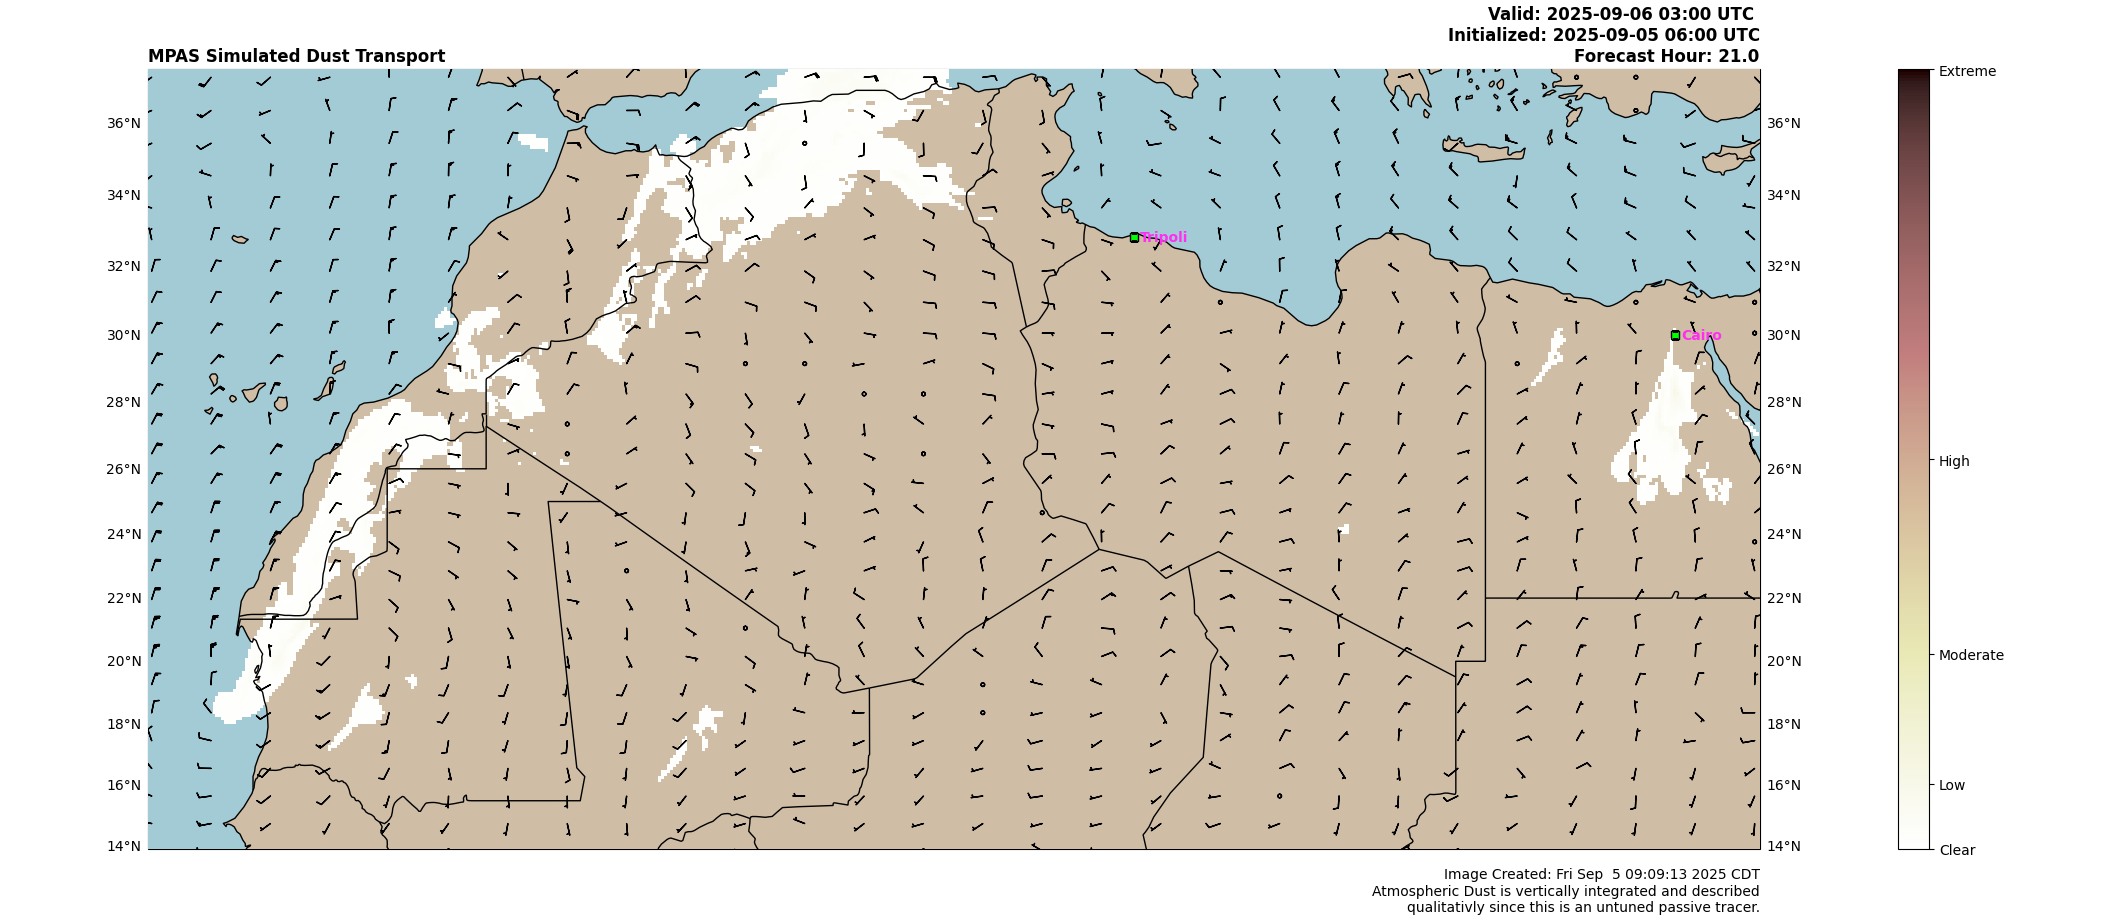 Valid: 2025-09-06 03:00 UTC
Initialized: 2025-09-05 06:00 UTC
MPAS Simulated Dust Transport
Forecast Hour: 21.0
Extreme
36°N
36°N
34°N
34°N
Tripoli
32°N
32°N
30°N
Cairo
30°N
28°N
28°N
26°N
26°N
High
24°N
24°N
22°N
22°N
20°N
20°N
Moderate
18°N
18°N
16°N
16°N
Low
14°N
14°N
Clear
Image Created: Fri Sep  5 09:09:13 2025 CDT
Atmospheric Dust is vertically integrated and described
qualitativly since this is an untuned passive tracer.